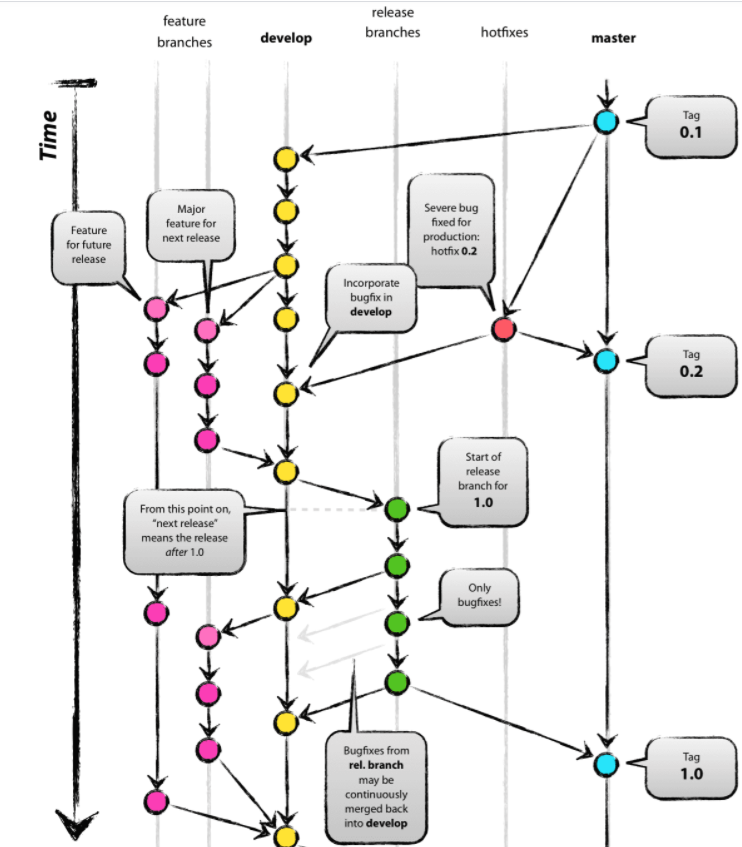 feature
branches
develop
release
branches
hotfixes
master
Time
Tag
0.1
Feature
for future
release
Major
feature for
next release
Severe bug
fixed for
production:
hotfix 0.2
Incorporate
bugfix in
develop
Tag
0.2
Start of
release
branch for
1.0
From this point on,
“next release”
means the release
after 1.0
Only
bugfixes!
Bugfixes from
rel. branch
may be
continuously
merged back
into develop
Tag
1.0